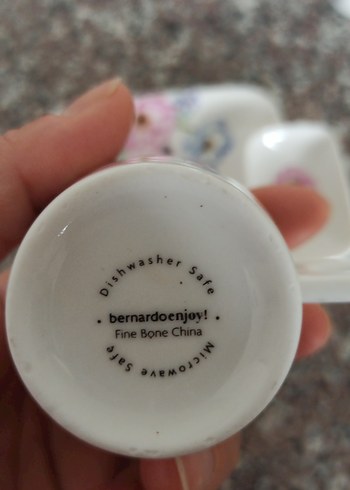 Dishwasher Safe
• bernardoenjoy! •
Fine Bone China
Microwave Safe